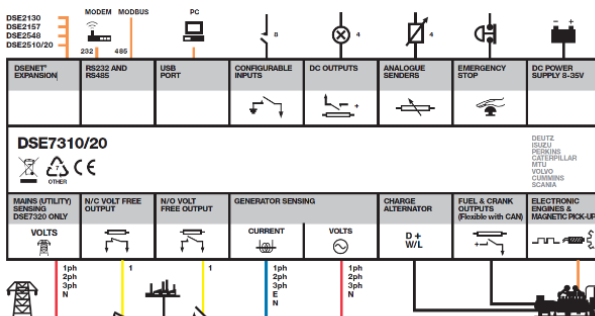 DSE2130
DSE2157
DSE2548
DSE2510/20
MODEM
MODBUS
PC
232
485
8
4
4
- +
DSENET®
EXPANSION
RS232 AND
RS485
USB
PORT
CONFIGURABLE
INPUTS
DC OUTPUTS
ANALOGUE
SENDERS
EMERGENCY
STOP
DC POWER
SUPPLY 8-35V
+
DSE7310/20
7
OTHER
CE
DEUTZ
ISUZU
PERKINS
CATERPILLAR
MTU
VOLVO
CUMMINS
SCANIA
MAINS (UTILITY)
SENSING
DSE7320 ONLY
N/C VOLT FREE
OUTPUT
N/O VOLT
FREE OUTPUT
GENERATOR SENSING
CHARGE
ALTERNATOR
FUEL & CRANK
OUTPUTS
(Flexible with CAN)
ELECTRONIC
ENGINES &
MAGNETIC PICK-UP
VOLTS
CURRENT
VOLTS
D +
W/L
+
1ph
2ph
3ph
N
1
1
1ph
2ph
3ph
E
N
1ph
2ph
3ph
N